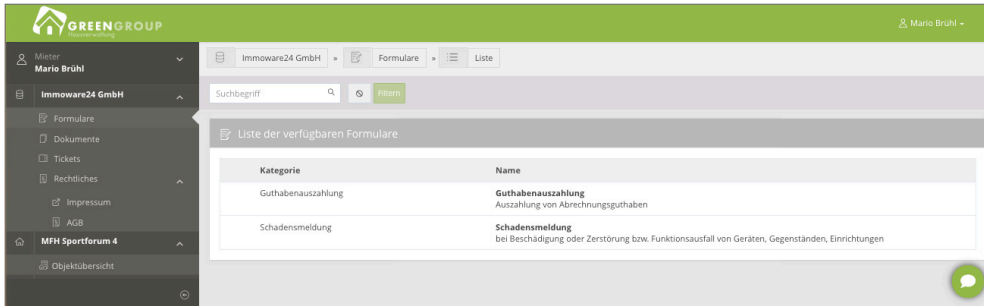 GREENGROUP
Hausverwaltung
Mario Brühl
Mieter
Mario Brühl
Immoware24 GmbH
Formulare
Dokumente
Tickets
Rechtliches
Impressum
AGB
MFH Sportforum 4
Objektübersicht
Immoware24 GmbH » Formulare » Liste
Suchbegriff Filtern
Liste der verfügbaren Formulare
Kategorie Name
Guthabenauszahlung Guthabenauszahlung
Auszahlung von Abrechnungsguthaben
Schadensmeldung Schadensmeldung
bei Beschädigung oder Zerstörung bzw. Funktionsausfall von Geräten, Gegenständen, Einrichtungen